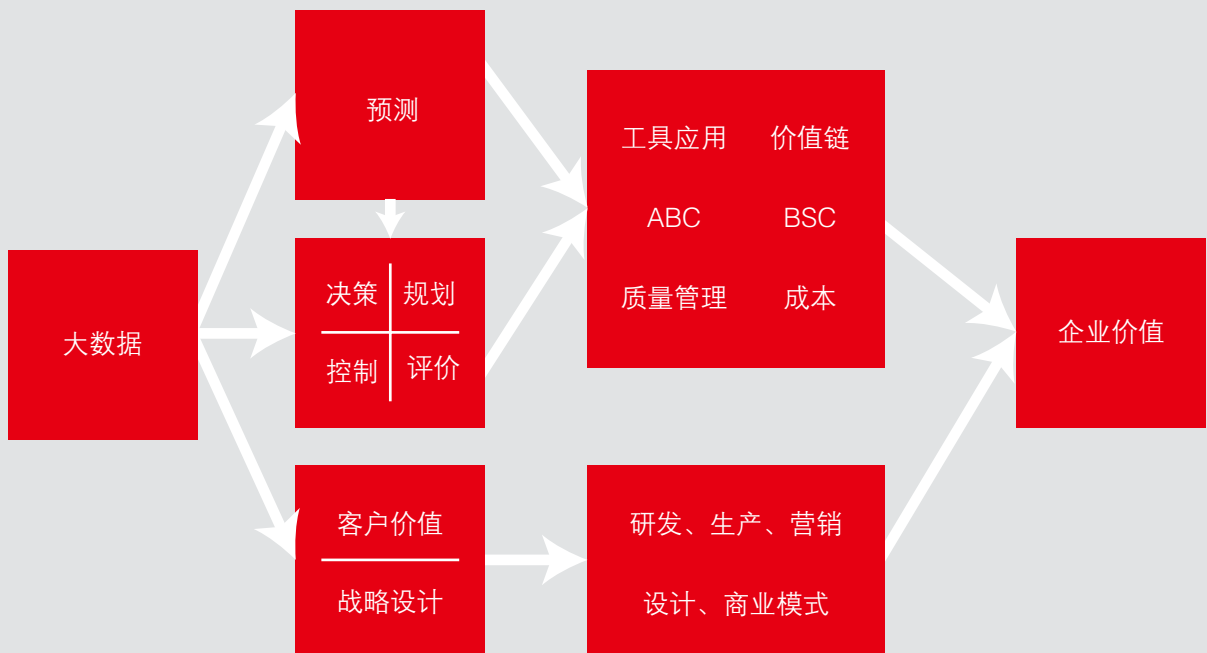 大数据
预测
决策 规划
控制 评价
客户价值
战略设计
工具应用 价值链
ABC BSC
质量管理 成本
研发、生产、营销
设计、商业模式
企业价值